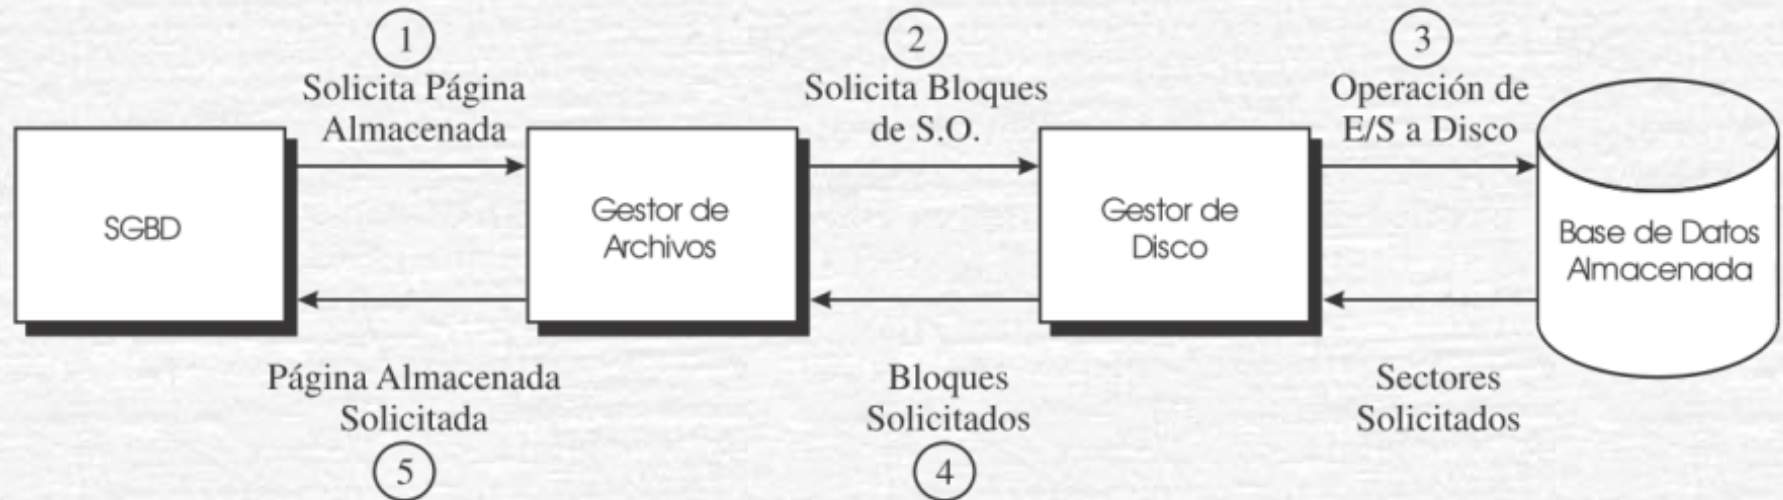 1
Solicita Página
Almacenada
2
Solicita Bloques
de S.O.
3
Operación de
E/S a Disco
SGBD
Gestor de
Archivos
Gestor de
Disco
Base de Datos
Almacenada
Página Almacenada
Solicitada
5
Bloques
Solicitados
4
Sectores
Solicitados